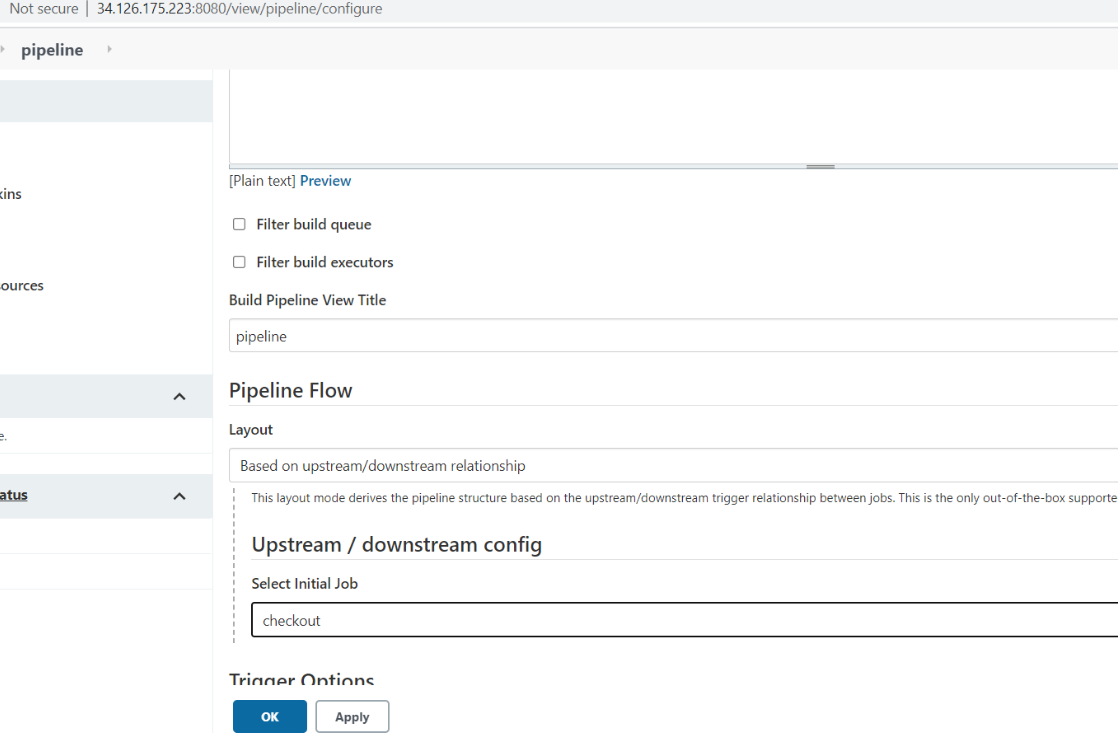 Not secure | 34.126.175.223:8080/view/pipeline/configure
pipeline
[Plain text] Preview
kins
Filter build queue
Filter build executors
ources
Build Pipeline View Title
pipeline
Pipeline Flow
Layout
e.
Based on upstream/downstream relationship
atus
This layout mode derives the pipeline structure based on the upstream/downstream trigger relationship between jobs. This is the only out-of-the-box supporte
Upstream / downstream config
Select Initial Job
checkout
Trigger Options
OK
Apply